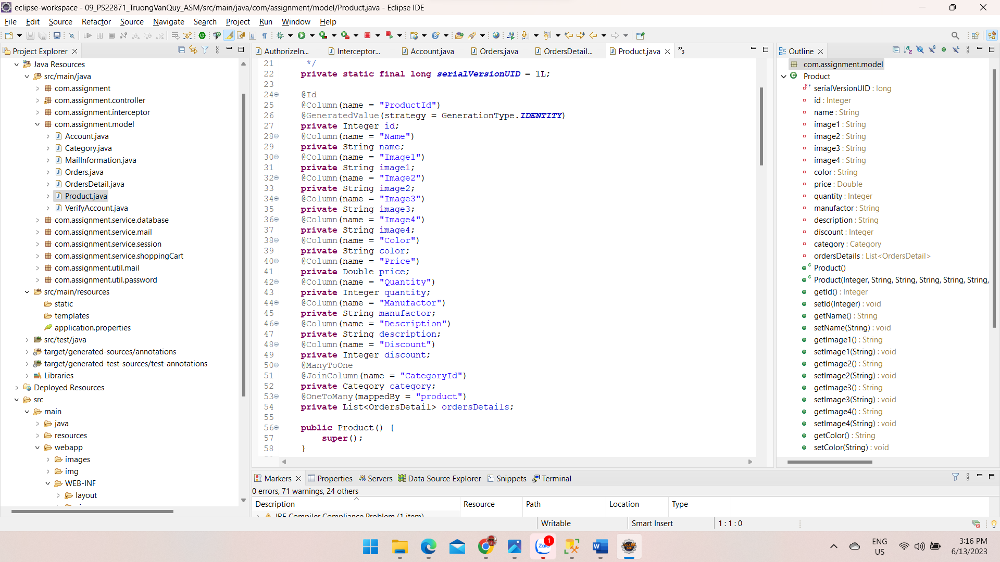 eclipse-workspace - 09_PS22871_TruongVanQuy_ASM/src/main/java/com/assignment/model/Product.java - Eclipse IDE
File Edit Source Refactor Source Navigate Search Project Run Window Help
Project Explorer
Java Resources
src/main/java
com.assignment
com.assignment.controller
com.assignment.interceptor
com.assignment.model
Account.java
Category.java
MailInformation.java
Orders.java
OrdersDetail.java
Product.java
VerifyAccount.java
com.assignment.service.database
com.assignment.service.mail
com.assignment.service.session
com.assignment.service.shoppingCart
com.assignment.util.mail
com.assignment.util.password
src/main/resources
static
templates
application.properties
src/test/java
target/generated-sources/annotations
target/generated-test-sources/test-annotations
Libraries
Deployed Resources
src
main
java
resources
webapp
images
img
WEB-INF
layout
AuthorizeIn... Interceptor... Account.java Orders.java OrdersDetail... Product.java »3
21 */
22 private static final long serialVersionUID = 1L;
23
24 @Id
25 @Column(name = "ProductId")
26 @GeneratedValue(strategy = GenerationType.IDENTITY)
27 private Integer id;
28 @Column(name = "Name")
29 private String name;
30 @Column(name = "Image1")
31 private String image1;
32 @Column(name = "Image2")
33 private String image2;
34 @Column(name = "Image3")
35 private String image3;
36 @Column(name = "Image4")
37 private String image4;
38 @Column(name = "Color")
39 private String color;
40 @Column(name = "Price")
41 private Double price;
42 @Column(name = "Quantity")
43 private Integer quantity;
44 @Column(name = "Manufactor")
45 private String manufactor;
46 @Column(name = "Description")
47 private String description;
48 @Column(name = "Discount")
49 private Integer discount;
50 @ManyToOne
51 @JoinColumn(name = "CategoryId")
52 private Category category;
53 @OneToMany(mappedBy = "product")
54 private List<OrdersDetail> ordersDetails;
55
56 public Product() {
57 super();
58 }
Outline
com.assignment.model
Product
serialVersionUID : long
id : Integer
name : String
image1 : String
image2 : String
image3 : String
image4 : String
color : String
price : Double
quantity : Integer
manufactor : String
description : String
discount : Integer
category : Category
ordersDetails : List<OrdersDetail>
Product()
Product(Integer, String, String, String, String, String,
getId() : Integer
setId(Integer) : void
getName() : String
setName(String) : void
getImage1() : String
setImage1(String) : void
getImage2() : String
setImage2(String) : void
getImage3() : String
setImage3(String) : void
getImage4() : String
setImage4(String) : void
getColor() : String
setColor(String) : void
Markers Properties Servers Data Source Explorer Snippets Terminal
0 errors, 71 warnings, 24 others
Description Resource Path Location Type
JRE Compiler Compliance Problem (1 item)
Writable Smart Insert 1 : 1 : 0
Zalo 1
ENG
US
3:16 PM
6/13/2023